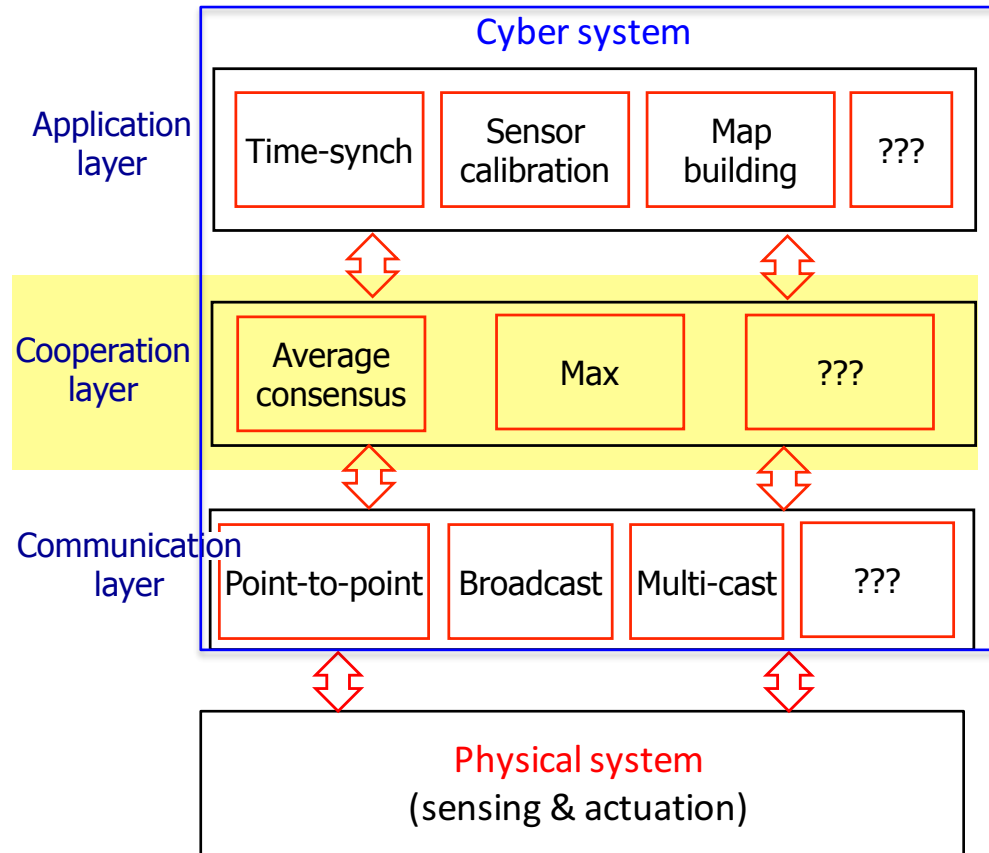 Cyber system
Application
layer
Time-synch
Sensor
calibration
Map
building
???
Cooperation
layer
Average
consensus
Max
???
Communication
layer
Point-to-point
Broadcast
Multi-cast
???
Physical system
(sensing & actuation)